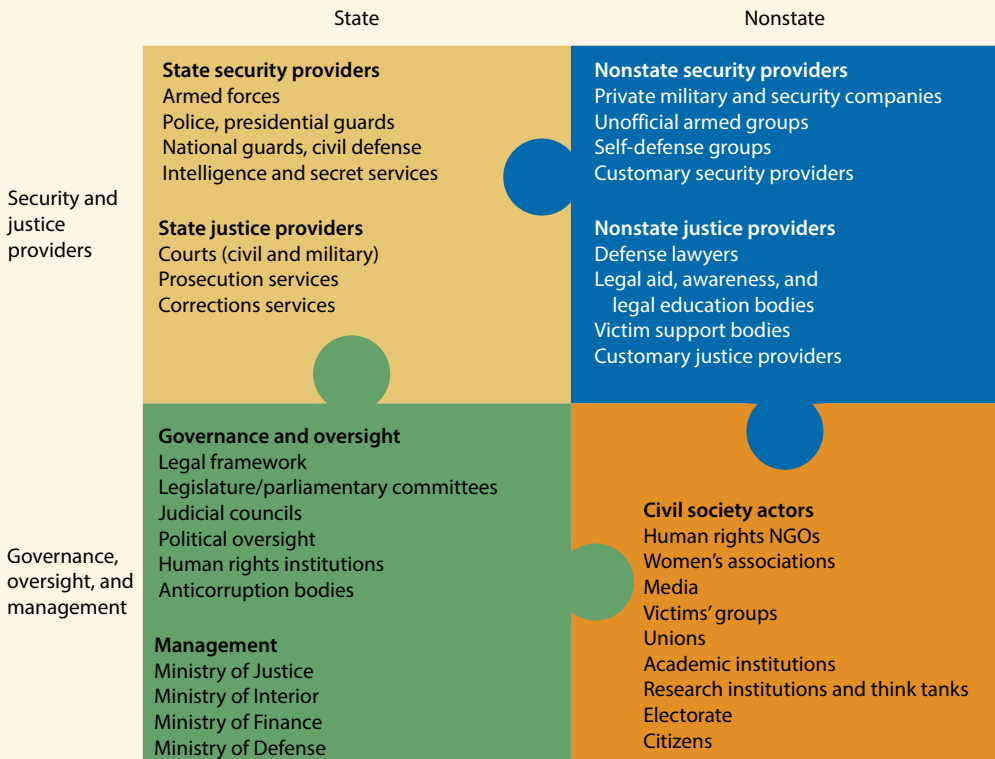 State
Nonstate
Security and
justice
providers
State security providers
Armed forces
Police, presidential guards
National guards, civil defense
Intelligence and secret services
State justice providers
Courts (civil and military)
Prosecution services
Corrections services
Nonstate security providers
Private military and security companies
Unofficial armed groups
Self-defense groups
Customary security providers
Nonstate justice providers
Defense lawyers
Legal aid, awareness, and
legal education bodies
Victim support bodies
Customary justice providers
Governance,
oversight, and
management
Governance and oversight
Legal framework
Legislature/parliamentary committees
Judicial councils
Political oversight
Human rights institutions
Anticorruption bodies
Management
Ministry of Justice
Ministry of Interior
Ministry of Finance
Ministry of Defense
Civil society actors
Human rights NGOs
Women’s associations
Media
Victims’ groups
Unions
Academic institutions
Research institutions and think tanks
Electorate
Citizens